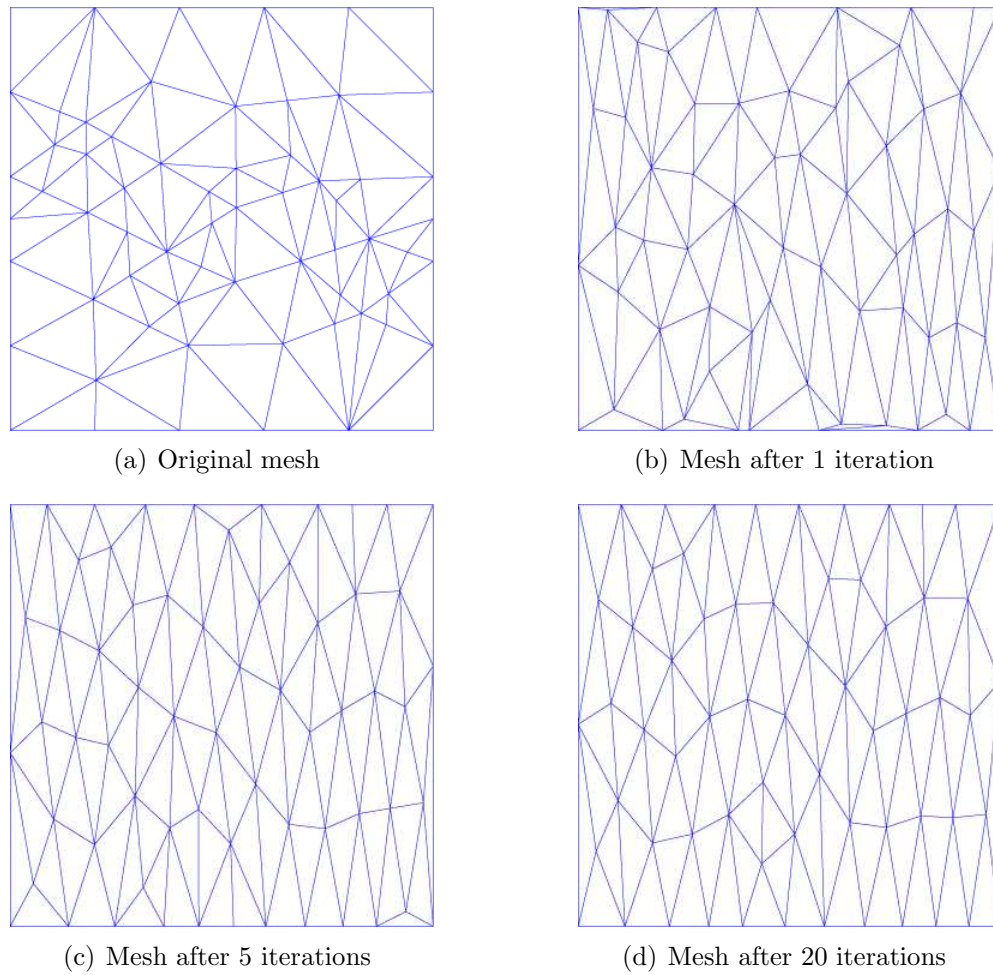 (a) Original mesh
(b) Mesh after 1 iteration
(c) Mesh after 5 iterations
(d) Mesh after 20 iterations